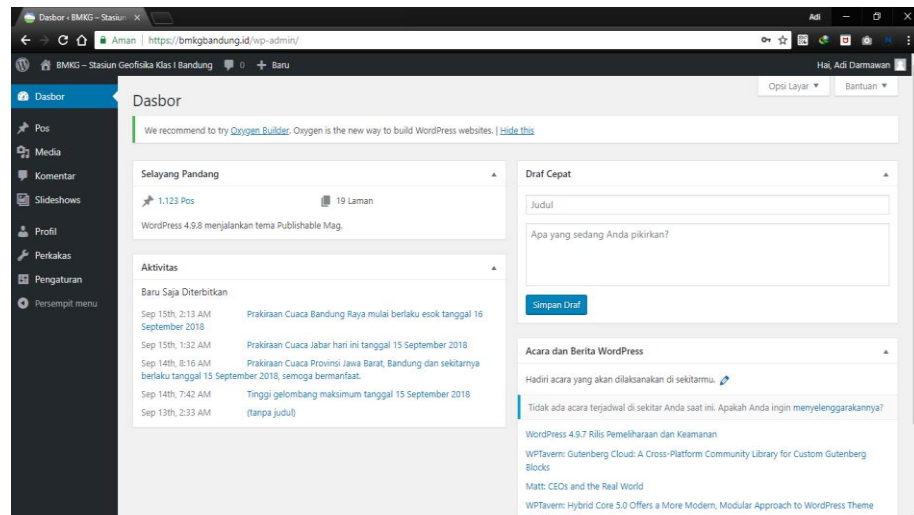 Dasbor ‹ BMKG – Stasiun
Adi
Aman | https://bmkgbandung.id/wp-admin/
BMKG – Stasiun Geofisika Klas I Bandung 0 + Baru
Hai, Adi Darmawan
Opsi Layar ▼ Bantuan ▼
Dasbor
Pos
Media
Komentar
Slideshows
Profil
Perkakas
Pengaturan
Persempit menu
Dasbor
We recommend to try Oxygen Builder. Oxygen is the new way to build WordPress websites. | Hide this
Selayang Pandang
1.123 Pos 19 Laman
WordPress 4.9.8 menjalankan tema Publishable Mag.
Aktivitas
Baru Saja Diterbitkan
Sep 15th, 2:13 AM Prakiraan Cuaca Bandung Raya mulai berlaku esok tanggal 16
September 2018
Sep 15th, 1:32 AM Prakiraan Cuaca Jabar hari ini tanggal 15 September 2018
Sep 14th, 8:16 AM Prakiraan Cuaca Provinsi Jawa Barat, Bandung dan sekitarnya
berlaku tanggal 15 September 2018, semoga bermanfaat.
Sep 14th, 7:42 AM Tinggi gelombang maksimum tanggal 15 September 2018
Sep 13th, 2:33 AM (tanpa judul)
Draf Cepat
Judul
Apa yang sedang Anda pikirkan?
Simpan Draf
Acara dan Berita WordPress
Hadiri acara yang akan dilaksanakan di sekitarmu.
Tidak ada acara terjadwal di sekitar Anda saat ini. Apakah Anda ingin menyelenggarakannya?
WordPress 4.9.7 Rilis Pemeliharaan dan Keamanan
WPTavern: Gutenberg Cloud: A Cross-Platform Community Library for Custom Gutenberg
Blocks
Matt: CEOs and the Real World
WPTavern: Hybrid Core 5.0 Offers a More Modern, Modular Approach to WordPress Theme